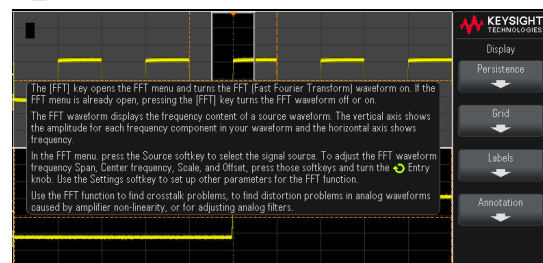 KEYSIGHT
TECHNOLOGIES
Display
Persistence
Grid
Labels
Annotation
The [FFT] key opens the FFT menu and turns the FFT (Fast Fourier Transform) waveform on. If the
FFT menu is already open, pressing the [FFT] key turns the FFT waveform off or on.
The FFT waveform displays the frequency content of a source waveform. The vertical axis shows
the amplitude for each frequency component in your waveform and the horizontal axis shows
frequency.
In the FFT menu, press the Source softkey to select the signal source. To adjust the FFT waveform
frequency Span, Center frequency, Scale, and Offset, press those softkeys and turn the Entry
knob. Use the Settings softkey to set up other parameters for the FFT function.
Use the FFT function to find crosstalk problems, to find distortion problems in analog waveforms
caused by amplifier non-linearity, or for adjusting analog filters.